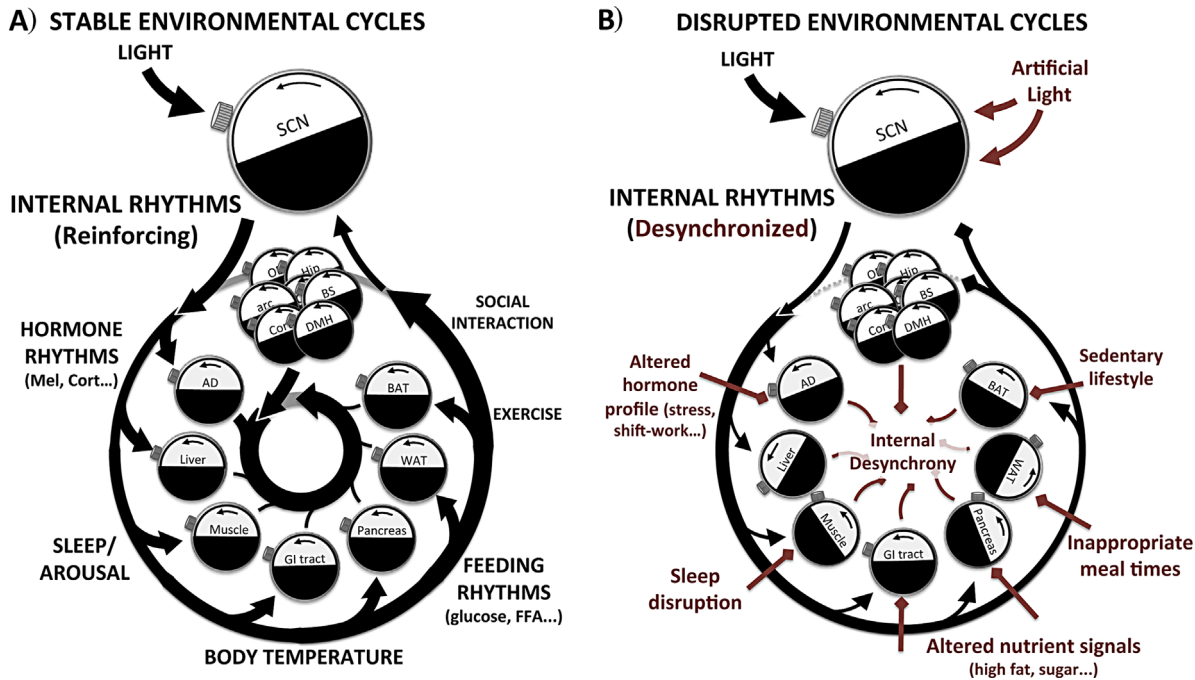 A) STABLE ENVIRONMENTAL CYCLES
LIGHT
SCN
INTERNAL RHYTHMS
(Reinforcing)
Hip
arc
BS
Cor
DMH
SOCIAL
INTERACTION
HORMONE
RHYTHMS
(Mel, Cort...)
AD
BAT
EXERCISE
Liver
WAT
Muscle
Pancreas
GI tract
SLEEP/
AROUSAL
FEEDING
RHYTHMS
(glucose, FFA...)
BODY TEMPERATURE
B) DISRUPTED ENVIRONMENTAL CYCLES
LIGHT
Artificial
Light
SCN
INTERNAL RHYTHMS
(Desynchronized)
Hip
arc
BS
Cor
DMH
Altered
hormone
profile (stress,
shift-work...)
AD
BAT
Sedentary
lifestyle
Internal
Desynchrony
Liver
WAT
Muscle
Pancreas
GI tract
Inappropriate
meal times
Sleep
disruption
Altered nutrient signals
(high fat, sugar...)